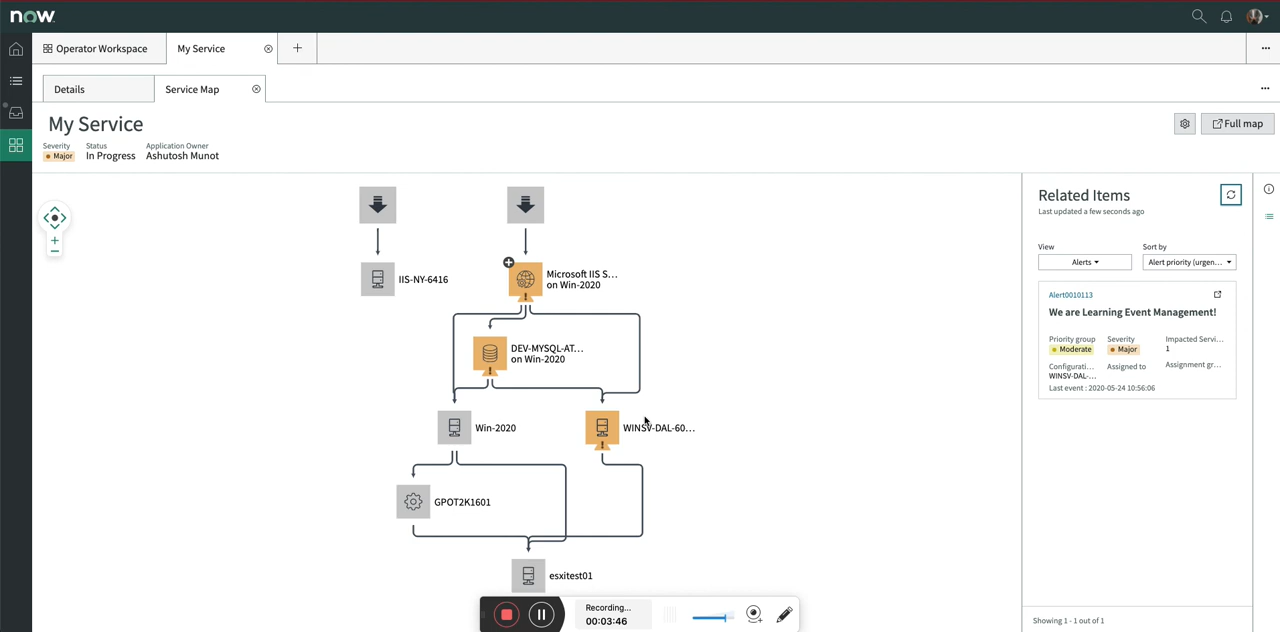 now.
Operator Workspace
My Service
Details
Service Map
My Service
Full map
Severity
Status
Application Owner
Major
In Progress
Ashutosh Munot
IIS-NY-6416
Microsoft IIS S...
on Win-2020
DEV-MYSQL-AT...
on Win-2020
Win-2020
WINSV-DAL-60...
GPOT2K1601
esxitest01
Related Items
Last updated a few seconds ago
View
Sort by
Alerts
Alert priority (urgen...
Alert0010113
We are Learning Event Management!
Priority group
Severity
Impacted Servi...
Moderate
Major
1
Configurati...
Assigned to
Assignment gr...
WINSV-DAL-...
Last event : 2020-05-24 10:56:06
Showing 1 - 1 out of 1
Recording...
00:03:46